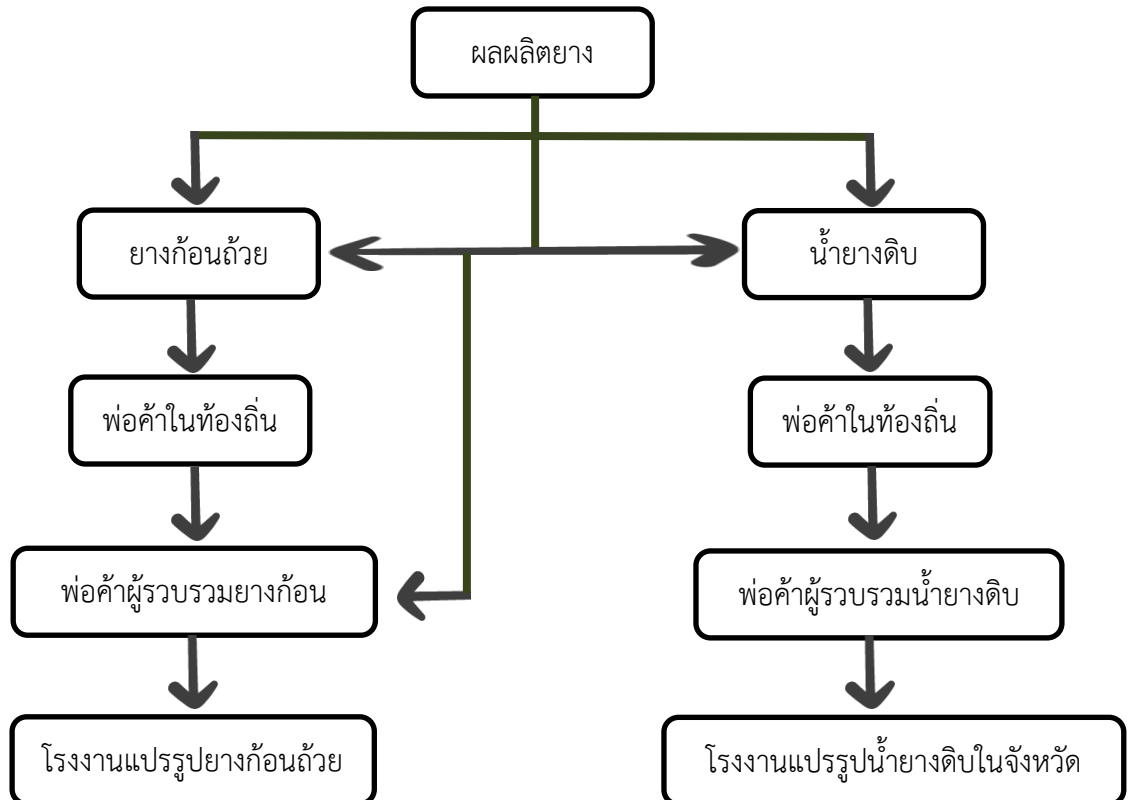 ผลผลิตยาง
ยางก้อนถ้วย
น้ำยางดิบ
พ่อค้าในท้องถิ่น
พ่อค้าในท้องถิ่น
พ่อค้าผู้รวบรวมยางก้อน
พ่อค้าผู้รวบรวมน้ำยางดิบ
โรงงานแปรรูปยางก้อนถ้วย
โรงงานแปรรูปน้ำยางดิบในจังหวัด